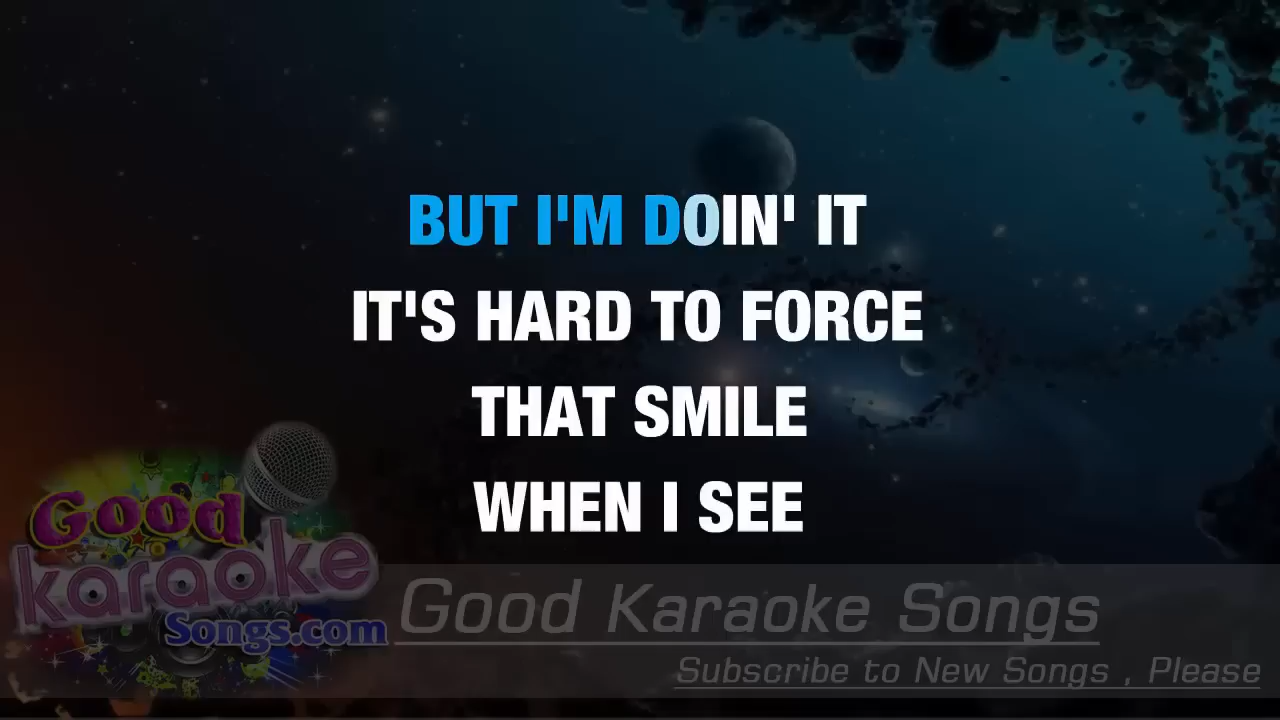 BUT I'M DOIN' IT
IT'S HARD TO FORCE
THAT SMILE
WHEN I SEE
Good
karaoke
Songs.com
Good Karaoke Songs
Subscribe to New Songs , Please